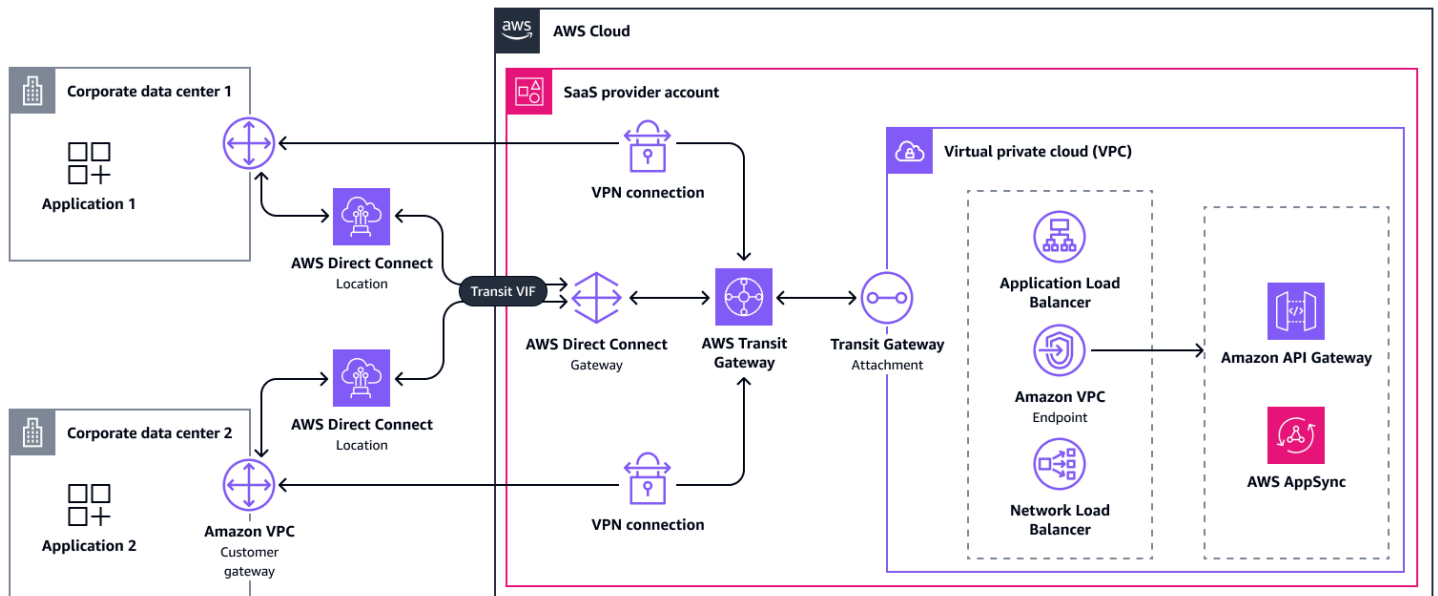 aws
AWS Cloud
Corporate data center 1
SaaS provider account
Virtual private cloud (VPC)
Application 1
VPN connection
AWS Direct Connect
Location
Transit VIF
AWS Direct Connect
Gateway
AWS Transit
Gateway
Transit Gateway
Attachment
Application Load
Balancer
Amazon VPC
Endpoint
Network Load
Balancer
Amazon API Gateway
AWS AppSync
AWS Direct Connect
Location
Corporate data center 2
Application 2
Amazon VPC
Customer
gateway
VPN connection